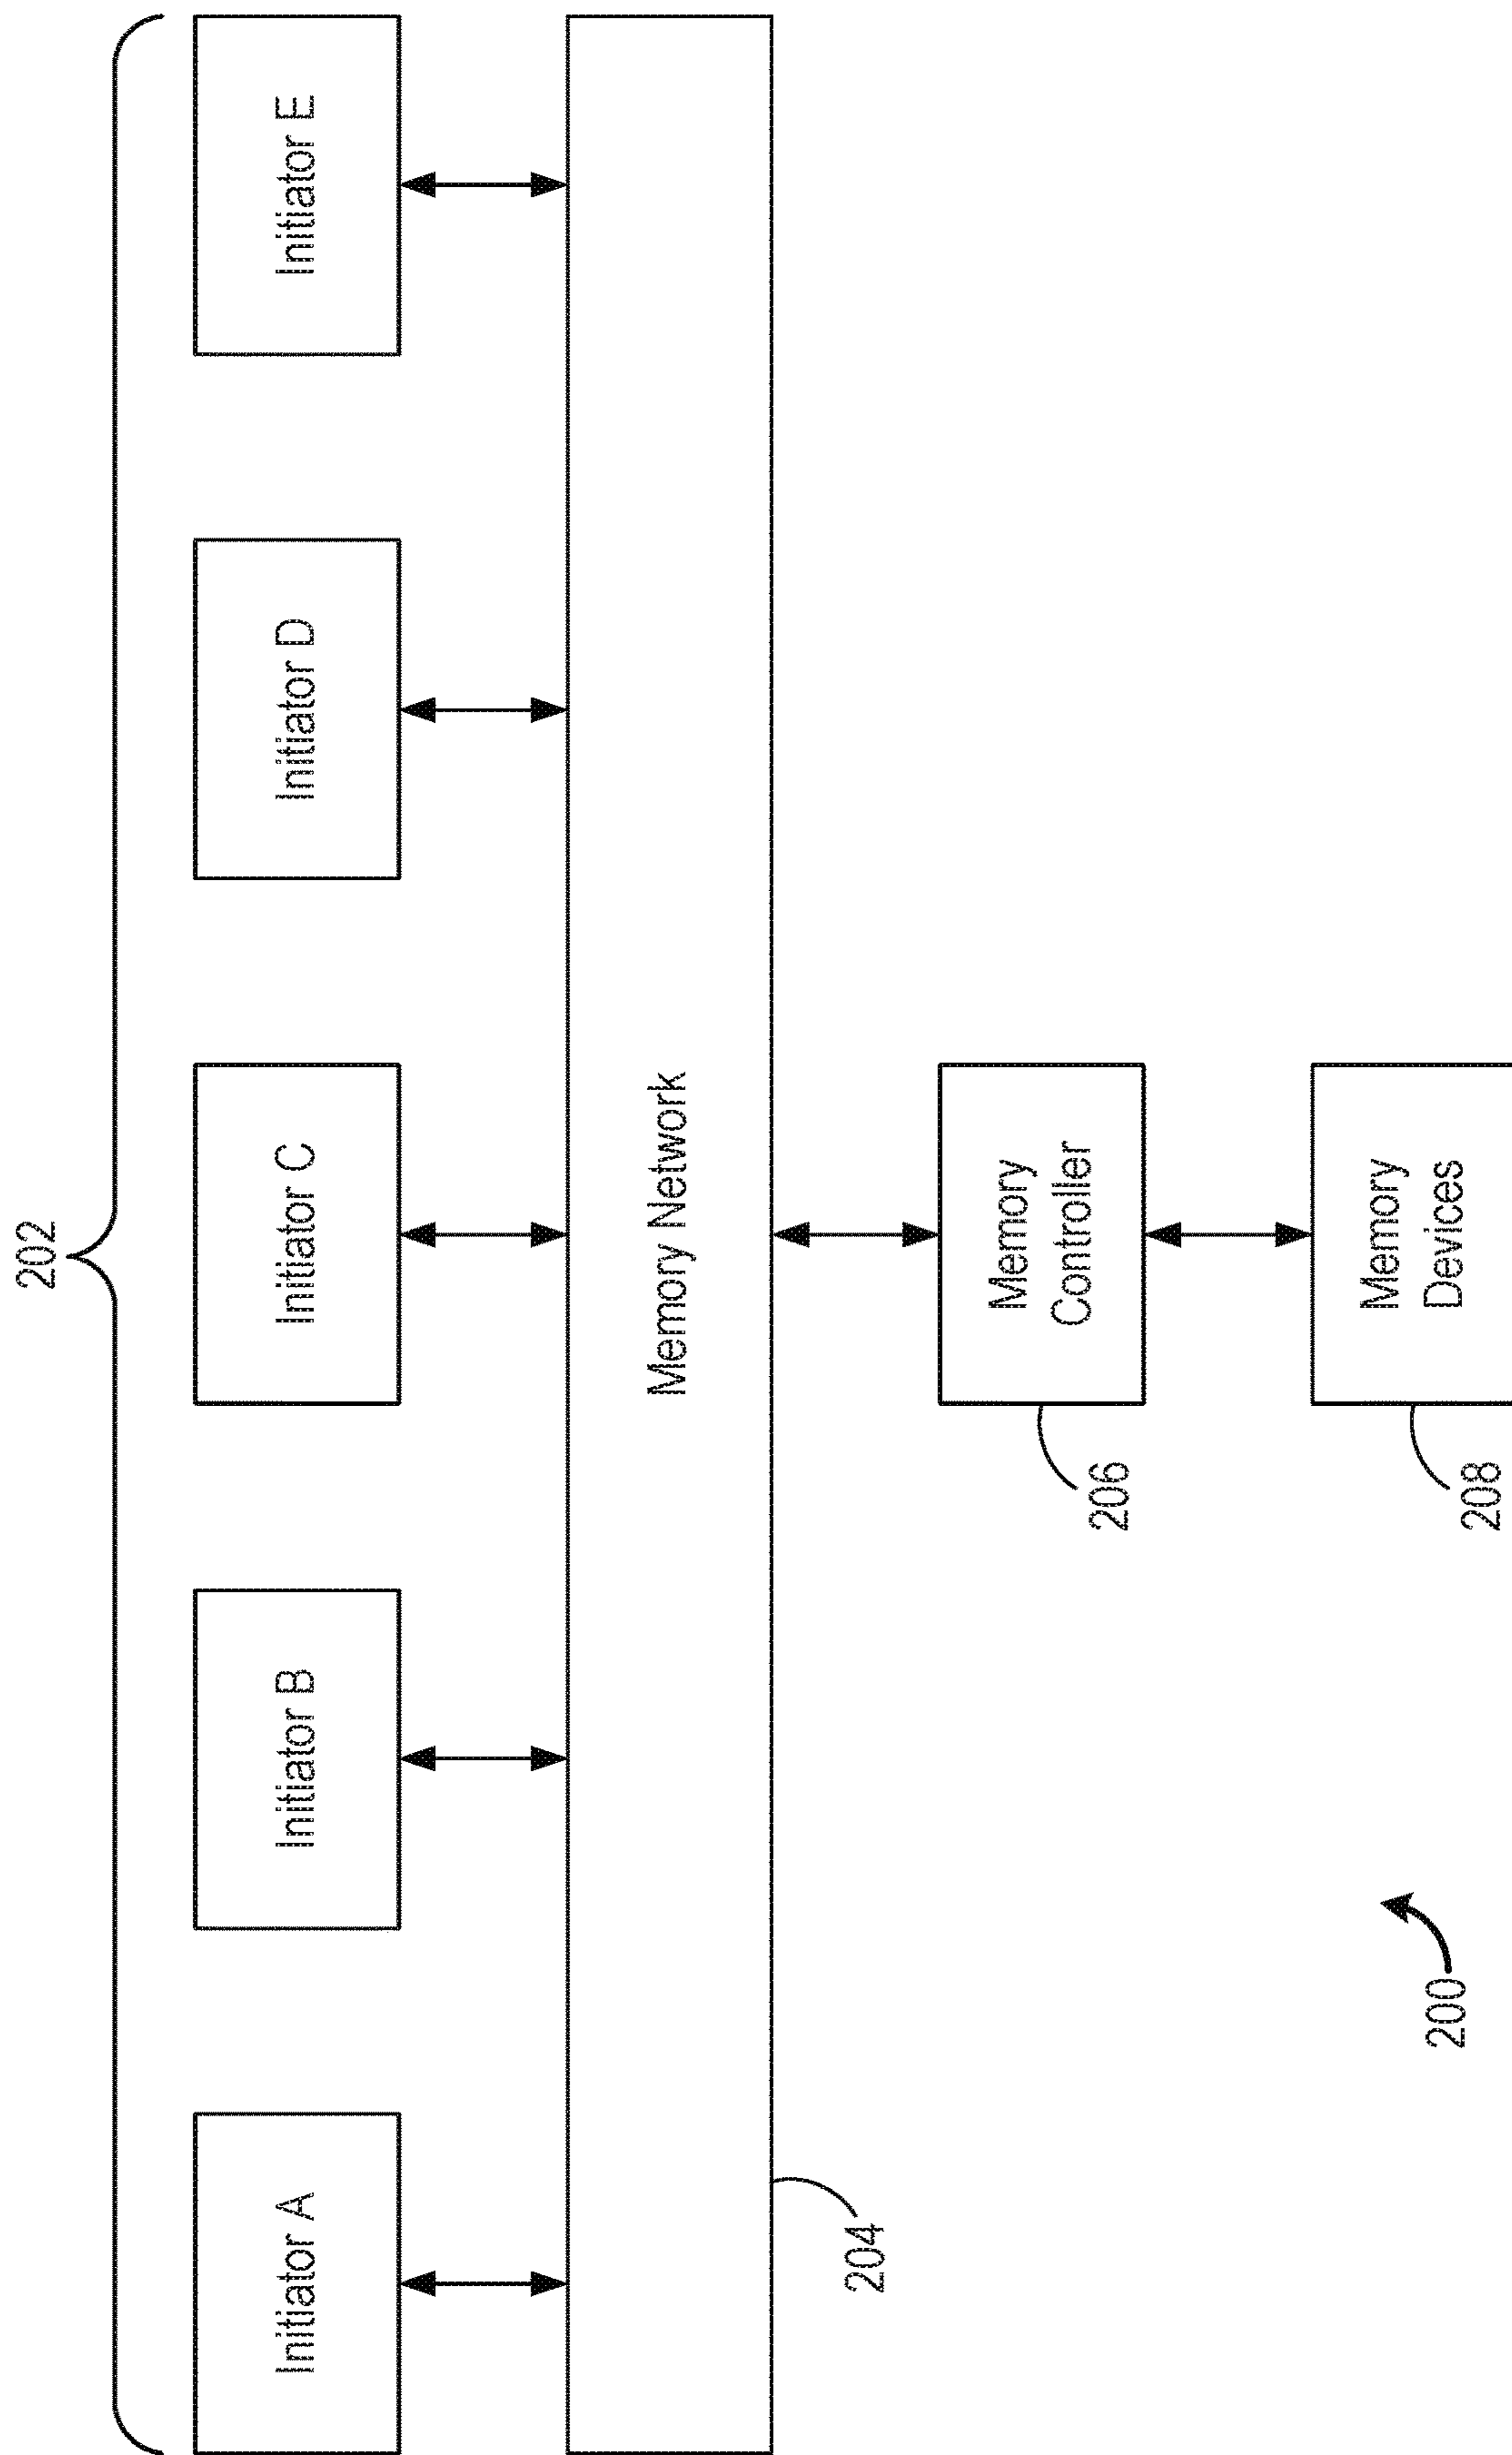 202
Initiator A
Initiator B
Initiator C
Initiator D
Initiator E
Memory Network
204
Memory
Controller
206
Memory
Devices
208
200